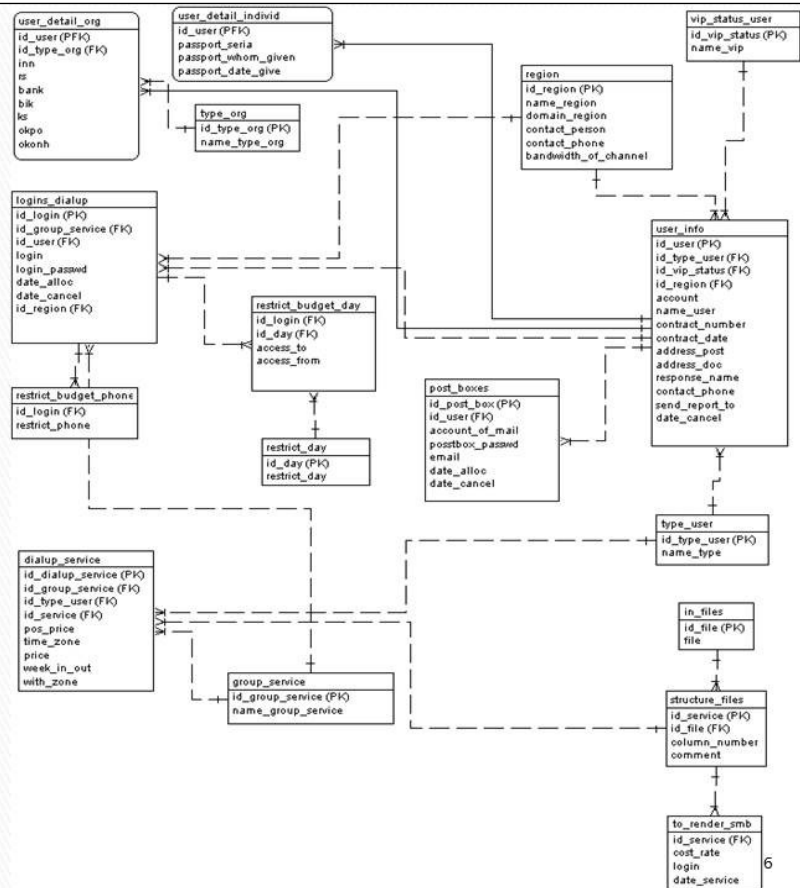 user_detail_org
id_user (PFK)
id_type_org (FK)
inn
rs
bank
bik
ks
okpo
okonh
user_detail_individ
id_user (PFK)
passport_seria
passport_whom_given
passport_date_give
vip_status_user
id_vip_status (PK)
name_vip
region
id_region (PK)
name_region
domain_region
contact_person
contact_phone
bandwidth_of_channel
type_org
id_type_org (PK)
name_type_org
logins_dialup
id_login (PK)
id_group_service (FK)
id_user (FK)
login
login_passwd
date_alloc
date_cancel
id_region (FK)
user_info
id_user (PK)
id_type_user (FK)
id_vip_status (FK)
id_region (FK)
account
name_user
contract_number
contract_date
address_post
address_doc
response_name
contact_phone
send_report_to
date_cancel
restrict_budget_day
id_login (FK)
id_day (FK)
access_to
access_from
restrict_budget_phone
id_login (FK)
restrict_phone
post_boxes
id_post_box (PK)
id_user (FK)
account_of_mail
posstbox_passwd
email
date_alloc
date_cancel
restrict_day
id_day (PK)
restrict_day
type_user
id_type_user (PK)
name_type
dialup_service
id_dialup_service (PK)
id_group_service (FK)
id_type_user (FK)
id_service (FK)
pos_price
time_zone
price
week_in_out
with_zone
in_files
id_file (PK)
file
group_service
id_group_service (PK)
name_group_service
structure_files
id_service (PK)
id_file (FK)
column_number
comment
to_render_smb
id_service (FK)
cost_rate
login
date_service
6